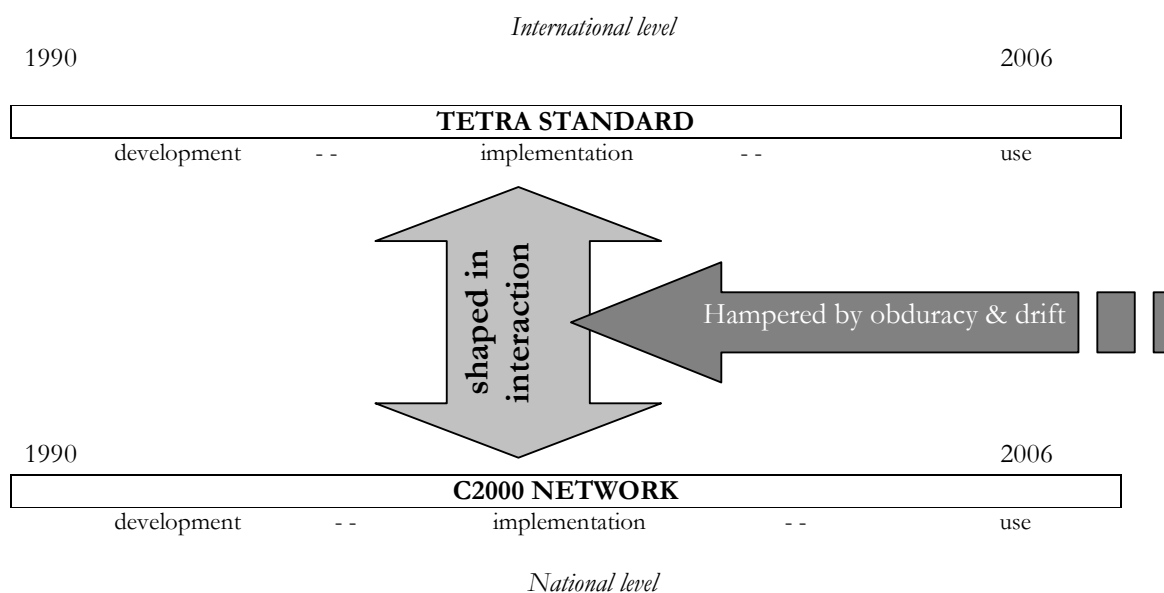 International level
1990 2006
TETRA STANDARD
development - - implementation - - use
shaped in
interaction
Hampered by obduracy & drift
1990 2006
C2000 NETWORK
development - - implementation - - use
National level